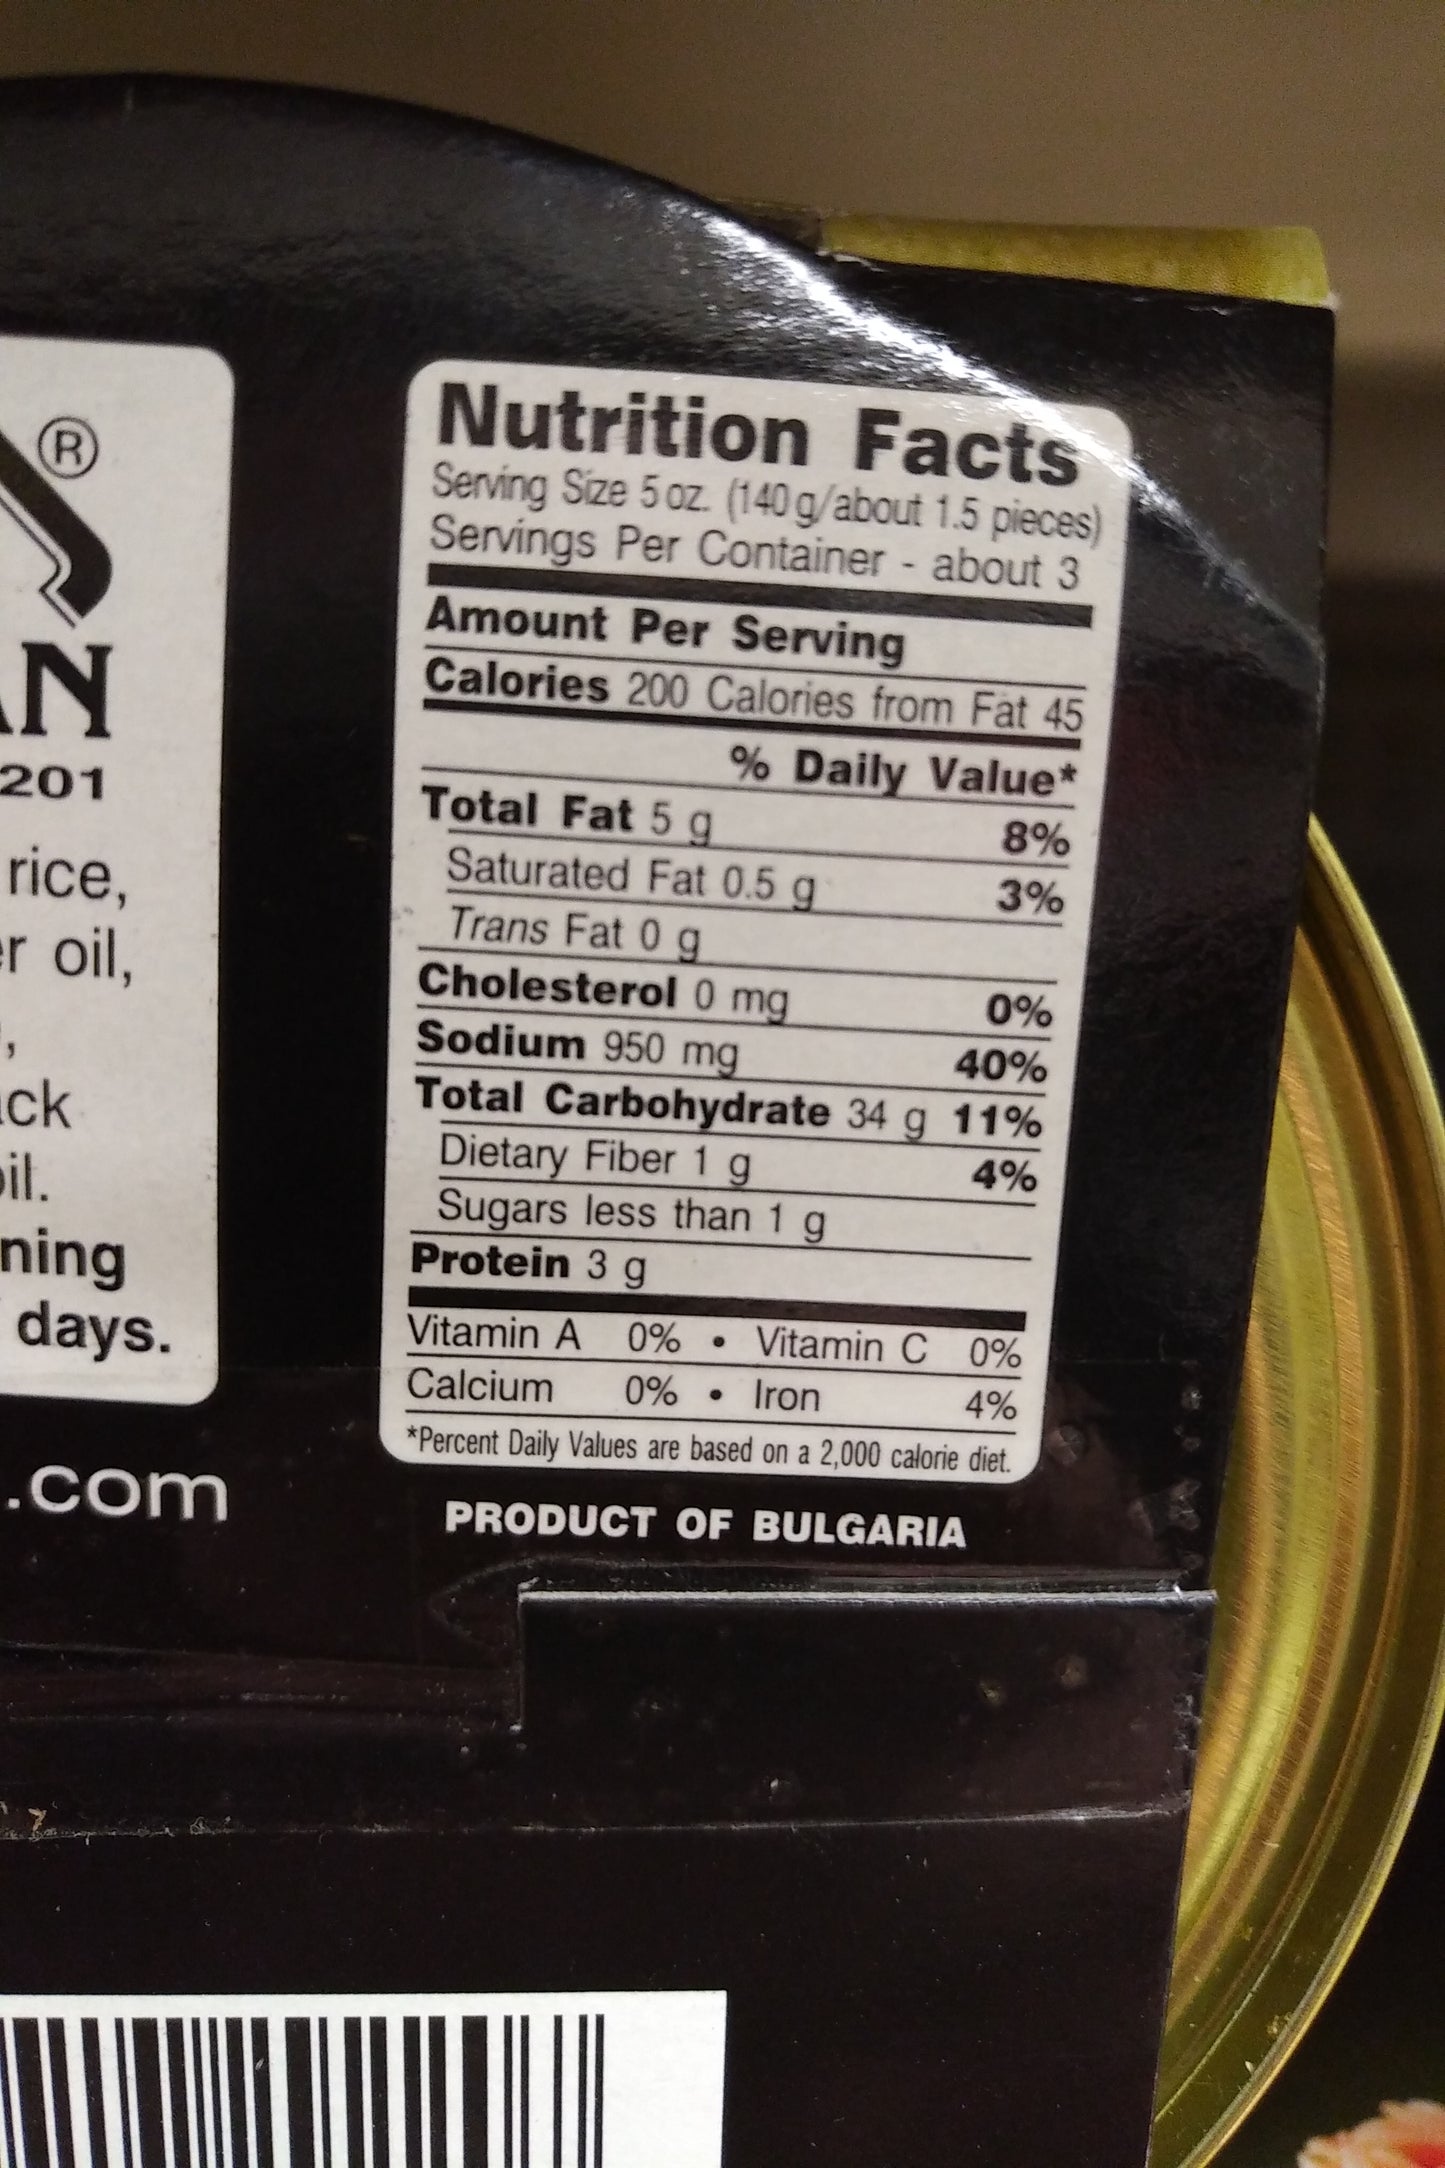 ®
AN
201
rice,
er oil,
,
ack
oil.
ning
days.
.com
Nutrition Facts
Serving Size 5 oz. (140 g/about 1.5 pieces)
Servings Per Container - about 3
Amount Per Serving
Calories 200 Calories from Fat 45
% Daily Value*
Total Fat 5 g 8%
Saturated Fat 0.5 g 3%
Trans Fat 0 g
Cholesterol 0 mg 0%
Sodium 950 mg 40%
Total Carbohydrate 34 g 11%
Dietary Fiber 1 g 4%
Sugars less than 1 g
Protein 3 g
Vitamin A 0% • Vitamin C 0%
Calcium 0% • Iron 4%
*Percent Daily Values are based on a 2,000 calorie diet.
PRODUCT OF BULGARIA